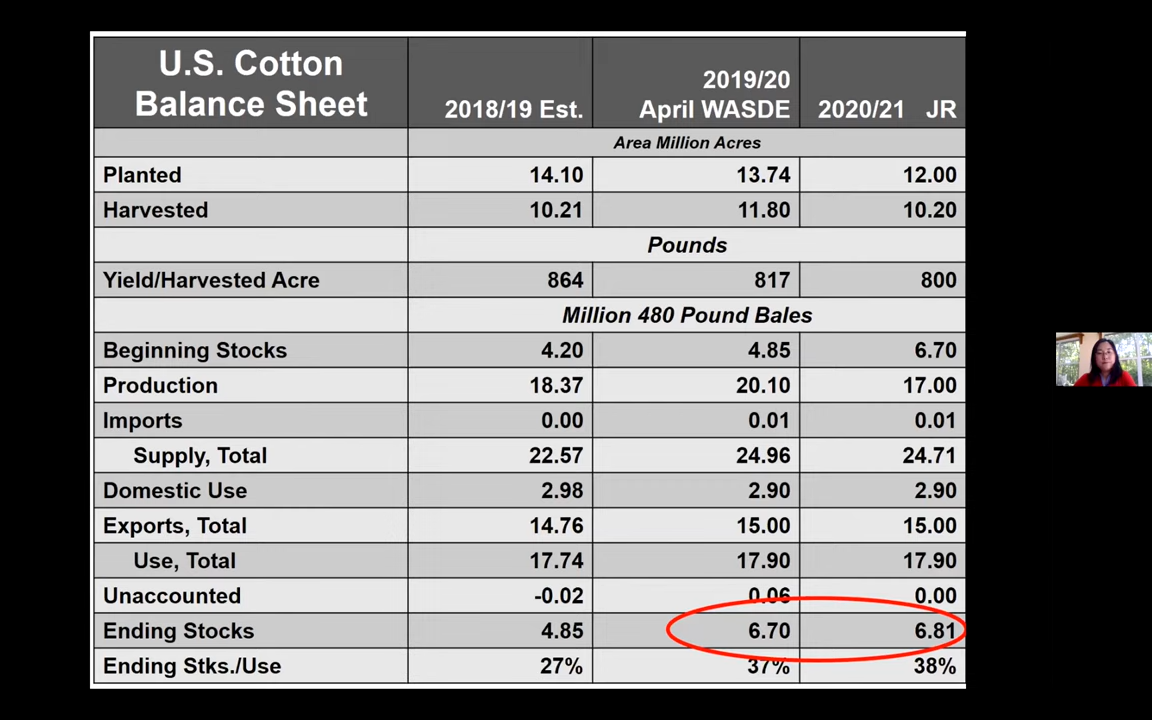 U.S. Cotton
Balance Sheet
2018/19 Est.
2019/20
April WASDE
2020/21 JR
Area Million Acres
Planted 14.10 13.74 12.00
Harvested 10.21 11.80 10.20
Pounds
Yield/Harvested Acre 864 817 800
Million 480 Pound Bales
Beginning Stocks 4.20 4.85 6.70
Production 18.37 20.10 17.00
Imports 0.00 0.01 0.01
Supply, Total 22.57 24.96 24.71
Domestic Use 2.98 2.90 2.90
Exports, Total 14.76 15.00 15.00
Use, Total 17.74 17.90 17.90
Unaccounted -0.02 0.06 0.00
Ending Stocks 4.85 6.70 6.81
Ending Stks./Use 27% 37% 38%